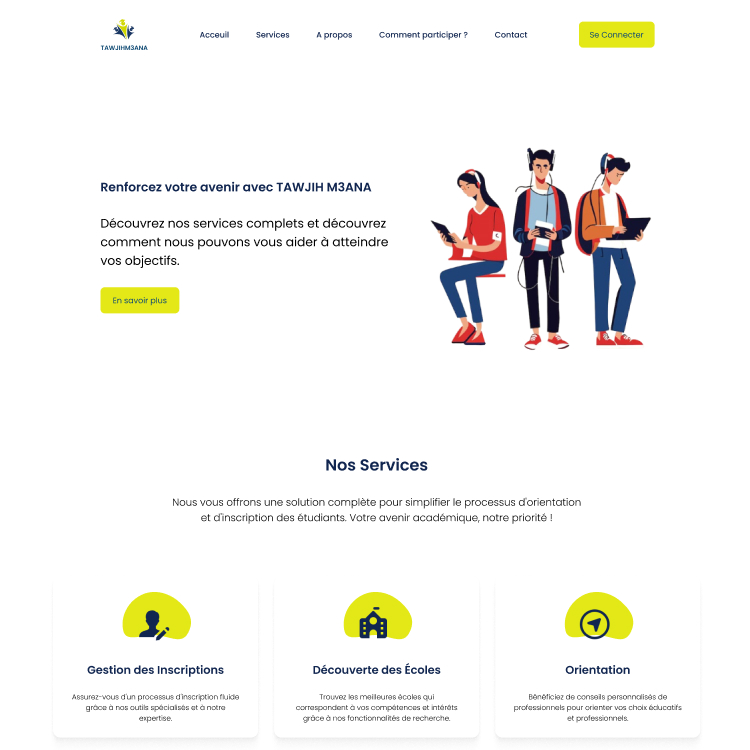 TAWJIHM3ANA
Acceuil
Services
A propos
Comment participer ?
Contact
Se Connecter
Renforcez votre avenir avec TAWJIH M3ANA
Découvrez nos services complets et découvrez
comment nous pouvons vous aider à atteindre
vos objectifs.
En savoir plus
Nos Services
Nous vous offrons une solution complète pour simplifier le processus d'orientation
et d'inscription des étudiants. Votre avenir académique, notre priorité !
Gestion des Inscriptions
Assurez-vous d'un processus d'inscription fluide
grâce à nos outils spécialisés et à notre
expertise.
Découverte des Écoles
Trouvez les meilleures écoles qui
correspondent à vos compétences et intérêts
grâce à nos fonctionnalités de recherche.
Orientation
Bénéficiez de conseils personnalisés de
professionnels pour orienter vos choix éducatifs
et professionnels.